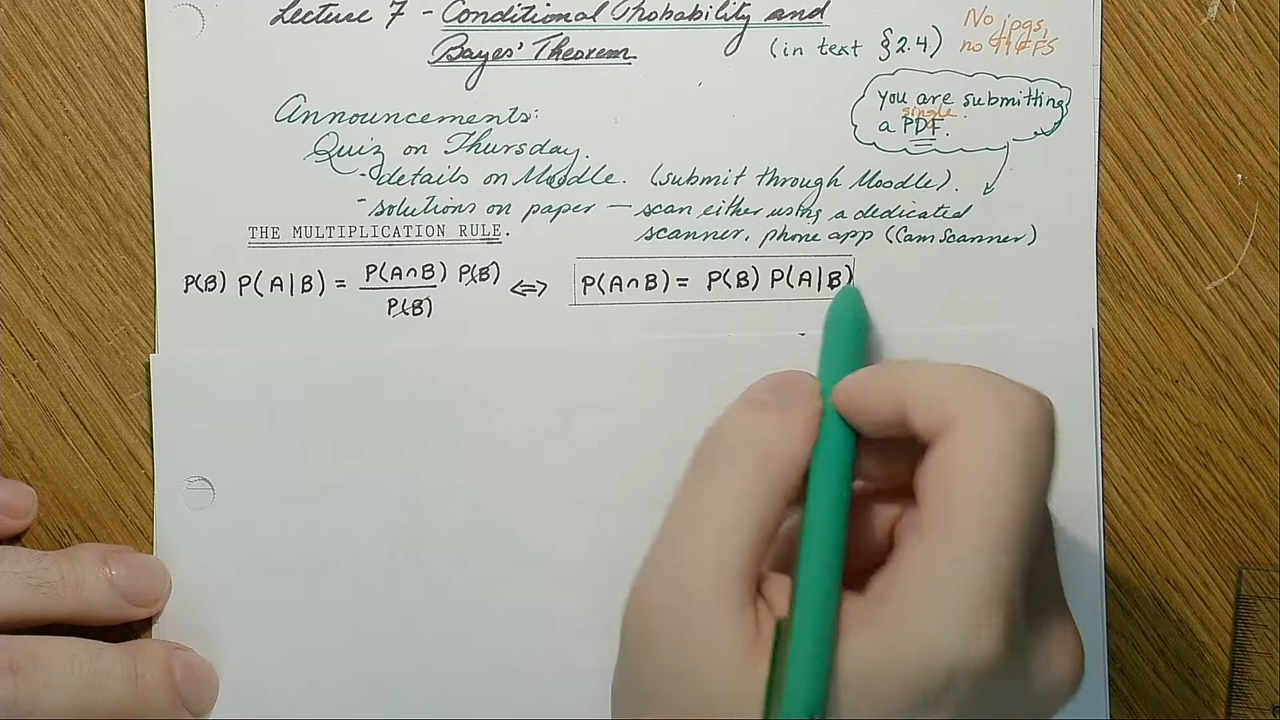 Lecture 7 - Conditional Probability and
Bayes' Theorem
(in text §2.4)
No jpgs,
no GIFs
you are submitting
single
a PDF.
Announcements:
Quiz on Thursday.
- details on Moodle. (submit through Moodle).
- solutions on paper — scan either using a dedicated
scanner, phone app (CamScanner)
THE MULTIPLICATION RULE.
P(B) P(A|B) = P(A∩B) P(B) / P(B) ⇔ P(A∩B) = P(B) P(A|B)